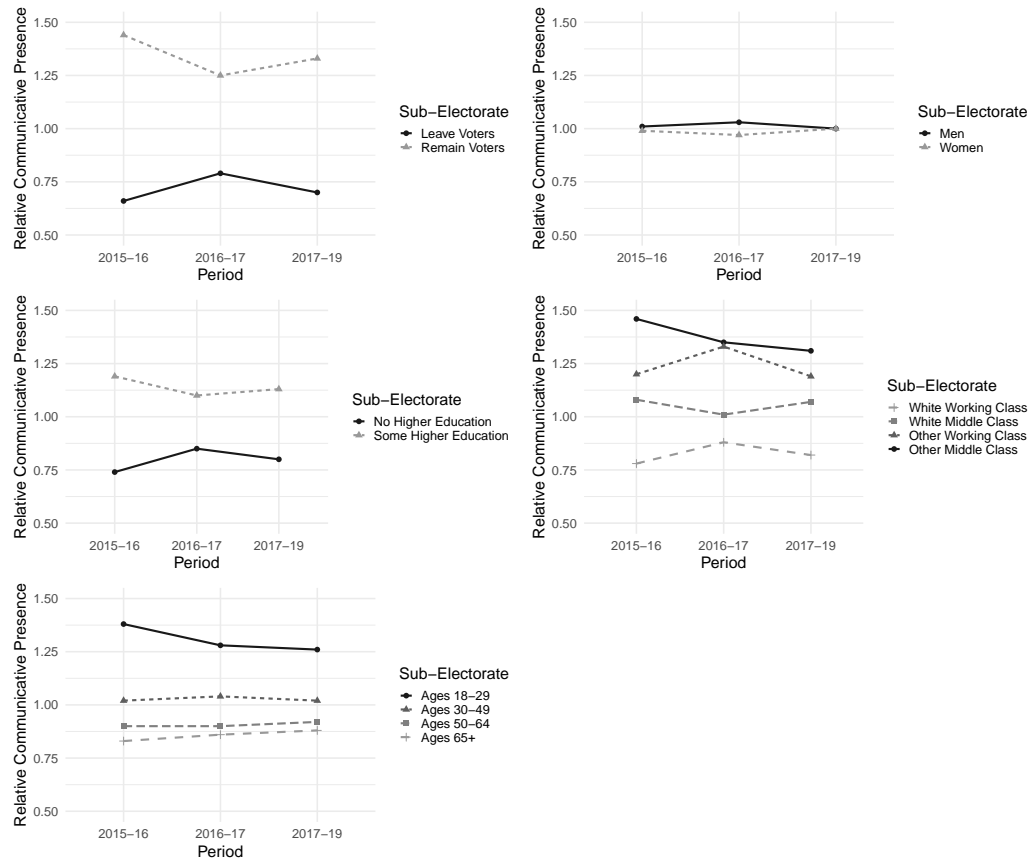 Relative Communicative Presence
1.50
1.25
1.00
0.75
0.50
2015−16 2016−17 2017−19
Period
Sub−Electorate
Leave Voters
Remain Voters
Relative Communicative Presence
1.50
1.25
1.00
0.75
0.50
2015−16 2016−17 2017−19
Period
Sub−Electorate
Men
Women
Relative Communicative Presence
1.50
1.25
1.00
0.75
0.50
2015−16 2016−17 2017−19
Period
Sub−Electorate
No Higher Education
Some Higher Education
Relative Communicative Presence
1.50
1.25
1.00
0.75
0.50
2015−16 2016−17 2017−19
Period
Sub−Electorate
White Working Class
White Middle Class
Other Working Class
Other Middle Class
Relative Communicative Presence
1.50
1.25
1.00
0.75
0.50
2015−16 2016−17 2017−19
Period
Sub−Electorate
Ages 18−29
Ages 30−49
Ages 50−64
Ages 65+